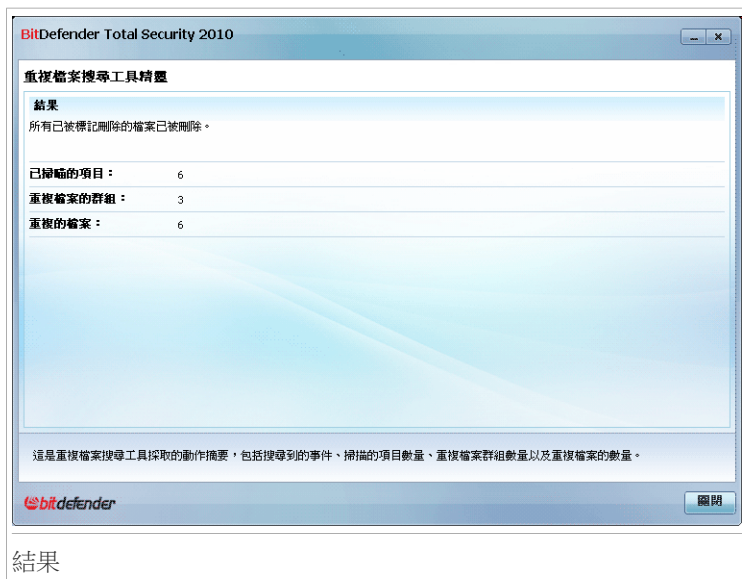 BitDefender Total Security 2010
重複檔案搜尋工具精靈
結果
所有已被標記刪除的檔案已被刪除。
已掃瞄的項目： 6
重複檔案的群組： 3
重複的檔案： 6
這是重複檔案搜尋工具採取的動作摘要，包括搜尋到的事件、掃描的項目數量、重複檔案群組數量以及重複檔案的數量。
bitdefender
關閉
結果